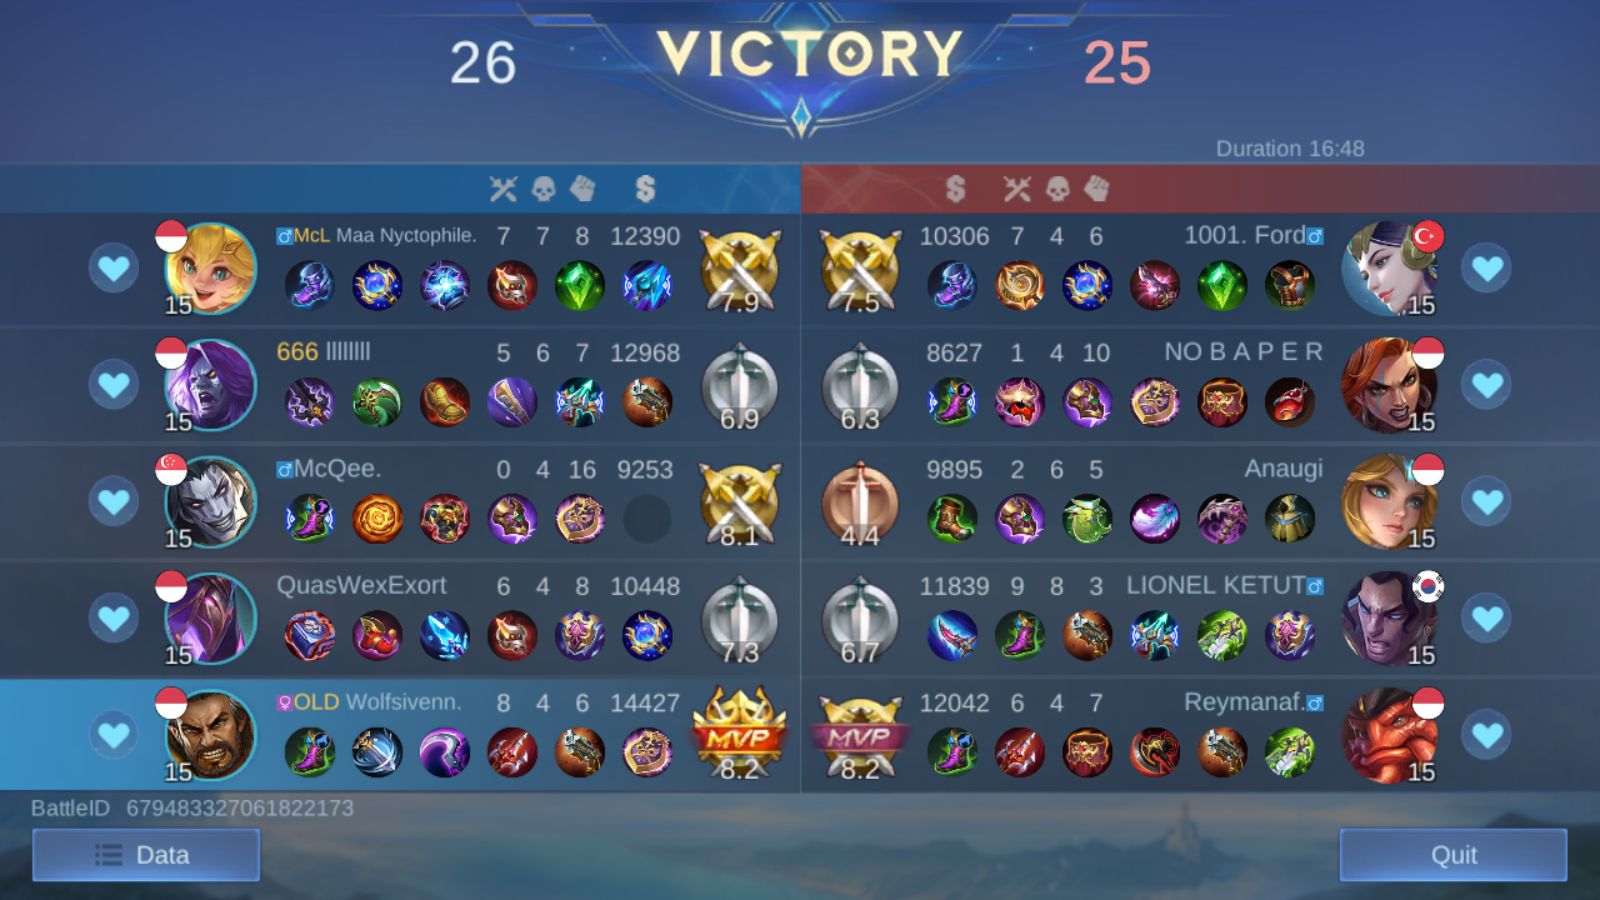 26 VICTORY 25
Duration 16:48
McL Maa Nyctophile. 7 7 8 12390
15 7.9
10306 7 4 6 1001. Ford
7.5 15
666 llllllll 5 6 7 12968
15 6.9
8627 1 4 10 NO B A P E R
6.3 15
McQee. 0 4 16 9253
15 8.1
9895 2 6 5 Anaugi
4.4 15
QuasWexExort 6 4 8 10448
15 7.3
11839 9 8 3 LIONEL KETUT
6.7 15
OLD Wolfsivenn. 8 4 6 14427
MVP
15 8.2
12042 6 4 7 Reymanaf.
MVP
8.2 15
BattleID 679483327061822173
Data
Quit